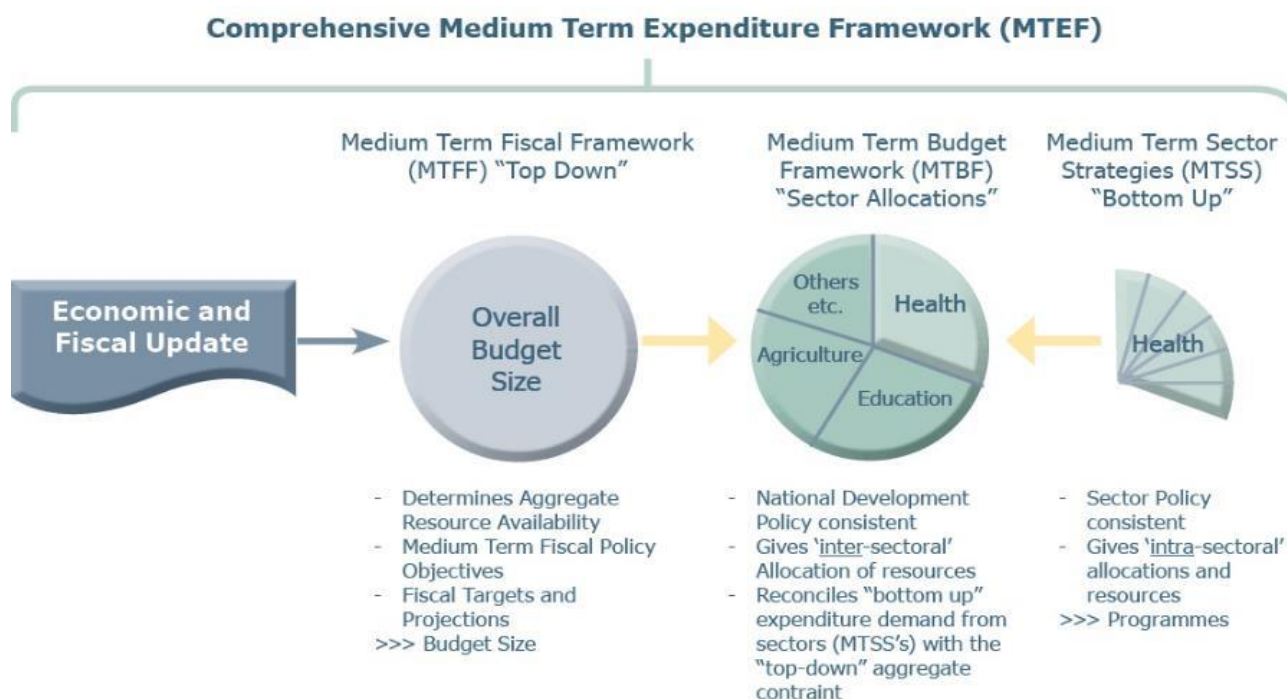 Comprehensive Medium Term Expenditure Framework (MTEF)
Medium Term Fiscal Framework
(MTFF) “Top Down”
Medium Term Budget
Framework (MTBF)
“Sector Allocations”
Medium Term Sector
Strategies (MTSS)
“Bottom Up”
Economic and
Fiscal Update
Overall
Budget
Size
Others
etc.
Health
Agriculture
Education
Health
- Determines Aggregate
Resource Availability
- Medium Term Fiscal Policy
Objectives
- Fiscal Targets and
Projections
>>> Budget Size
- National Development
Policy consistent
- Gives ‘inter-sectoral’
Allocation of resources
- Reconciles “bottom up”
expenditure demand from
sectors (MTSS’s) with the
“top-down” aggregate
contraint
- Sector Policy
consistent
- Gives ‘intra-sectoral’
allocations and
resources
>>> Programmes